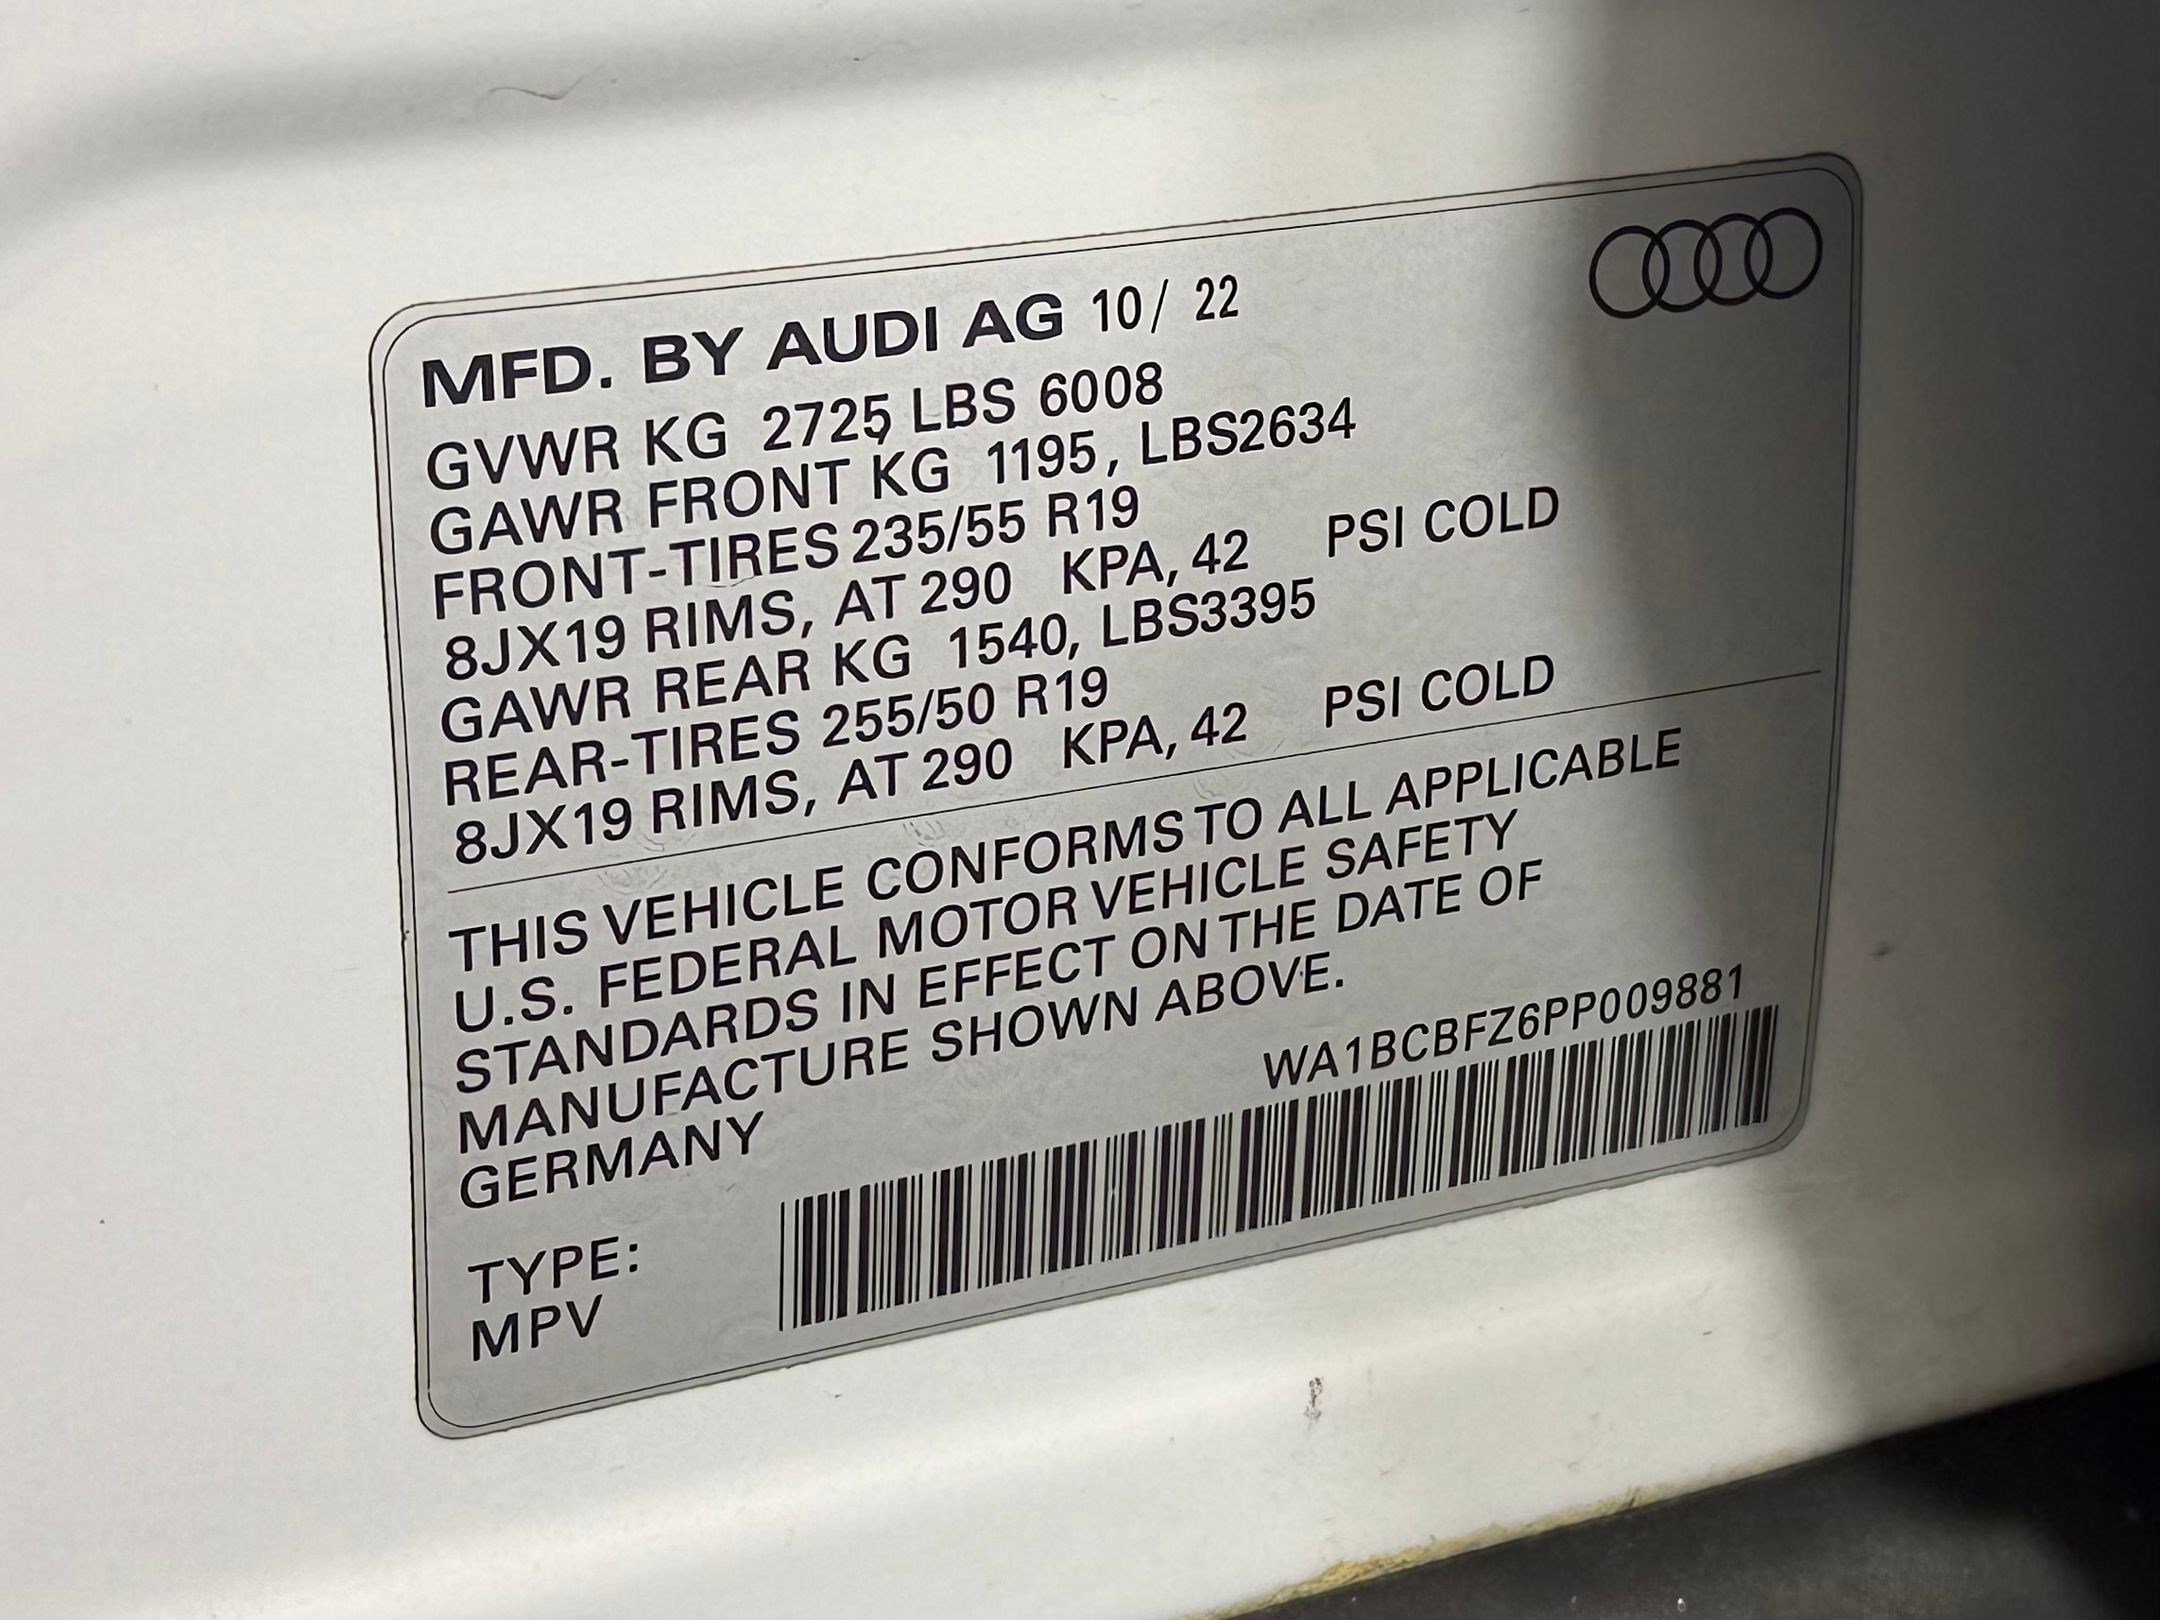 MFD. BY AUDI AG 10/ 22
GVWR KG 2725, LBS 6008
GAWR FRONT KG 1195, LBS2634
FRONT-TIRES 235/55 R19
8JX19 RIMS, AT 290 KPA, 42 PSI COLD
GAWR REAR KG 1540, LBS3395
REAR-TIRES 255/50 R19
8JX19 RIMS, AT 290 KPA, 42 PSI COLD
THIS VEHICLE CONFORMS TO ALL APPLICABLE
U.S. FEDERAL MOTOR VEHICLE SAFETY
STANDARDS IN EFFECT ON THE DATE OF
MANUFACTURE SHOWN ABOVE.
GERMANY
WA1BCBFZ6PP009881
TYPE:
MPV